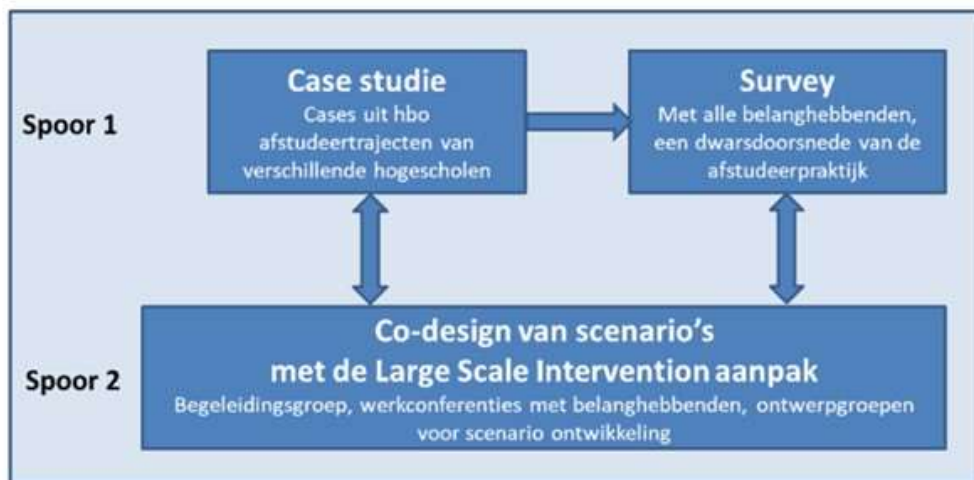 Spoor 1
Case studie
Cases uit hbo
afstudeertrajecten van
verschillende hogescholen
Survey
Met alle belanghebbenden,
een dwarsdoorsnede van de
afstudeerpraktijk
Spoor 2
Co-design van scenario's
met de Large Scale Intervention aanpak
Begeleidingsgroep, werkconferenties met belanghebbenden, ontwerpgroepen
voor scenario ontwikkeling